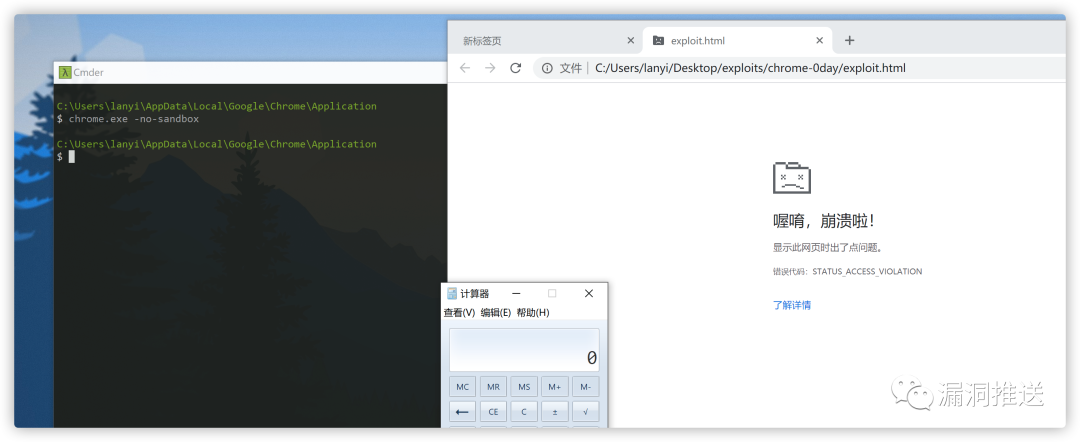 新标签页
exploit.html
文件
C:/Users/lanyi/Desktop/exploits/chrome-0day/exploit.html
Cmder
C:\Users\lanyi\AppData\Local\Google\Chrome\Application
$ chrome.exe -no-sandbox
C:\Users\lanyi\AppData\Local\Google\Chrome\Application
$
喔唷，崩溃啦！
显示此网页时出了点问题。
错误代码：STATUS_ACCESS_VIOLATION
了解详情
计算器
查看(V) 编辑(E) 帮助(H)
0
MC MR MS M+ M-
← CE C ± √
漏洞推送